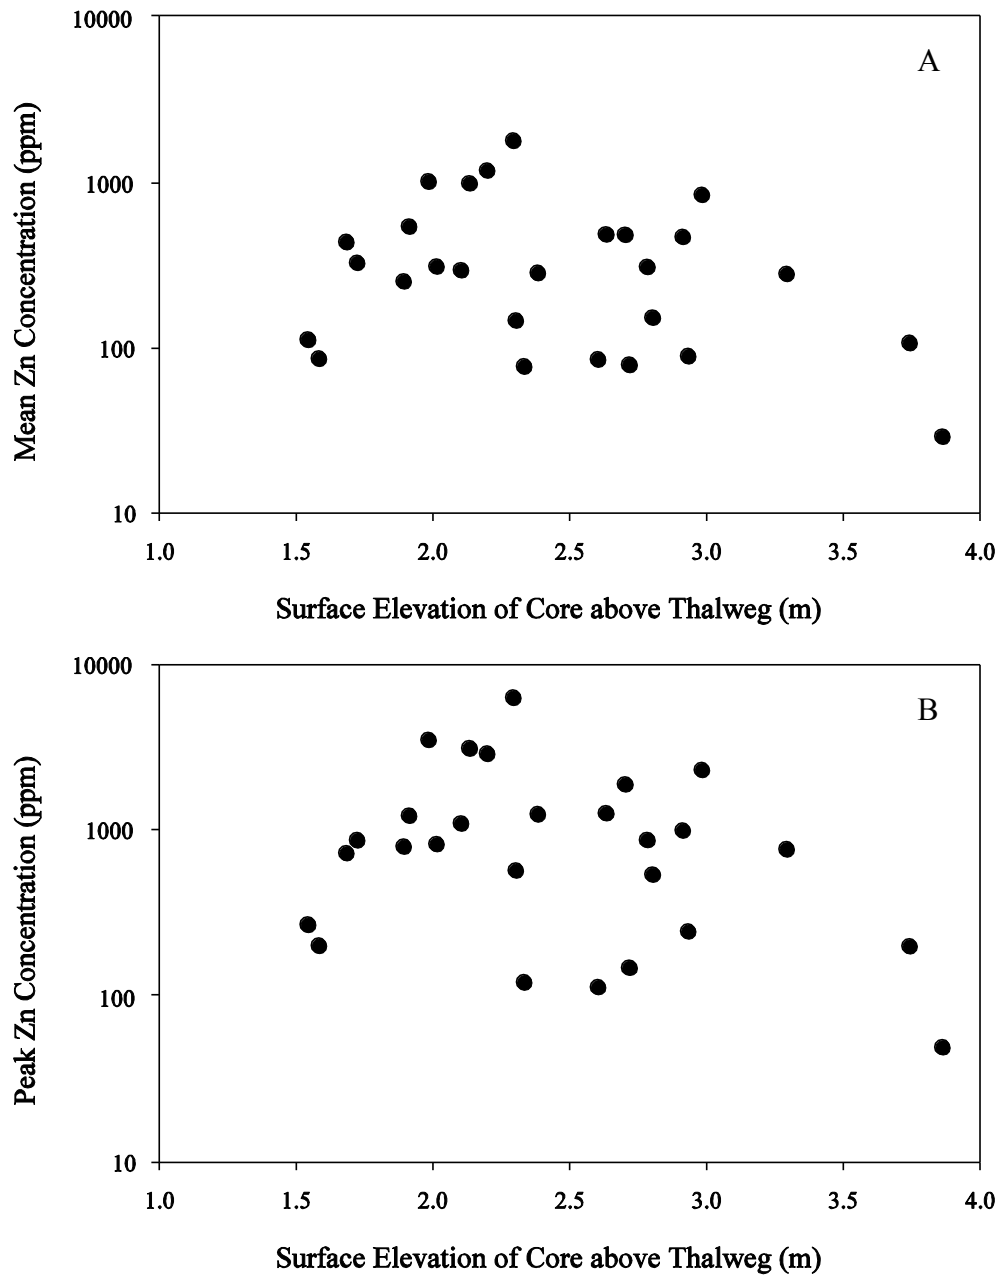 A
Mean Zn Concentration (ppm)
10000
1000
100
10
1.0 1.5 2.0 2.5 3.0 3.5 4.0
Surface Elevation of Core above Thalweg (m)
B
Peak Zn Concentration (ppm)
10000
1000
100
10
1.0 1.5 2.0 2.5 3.0 3.5 4.0
Surface Elevation of Core above Thalweg (m)